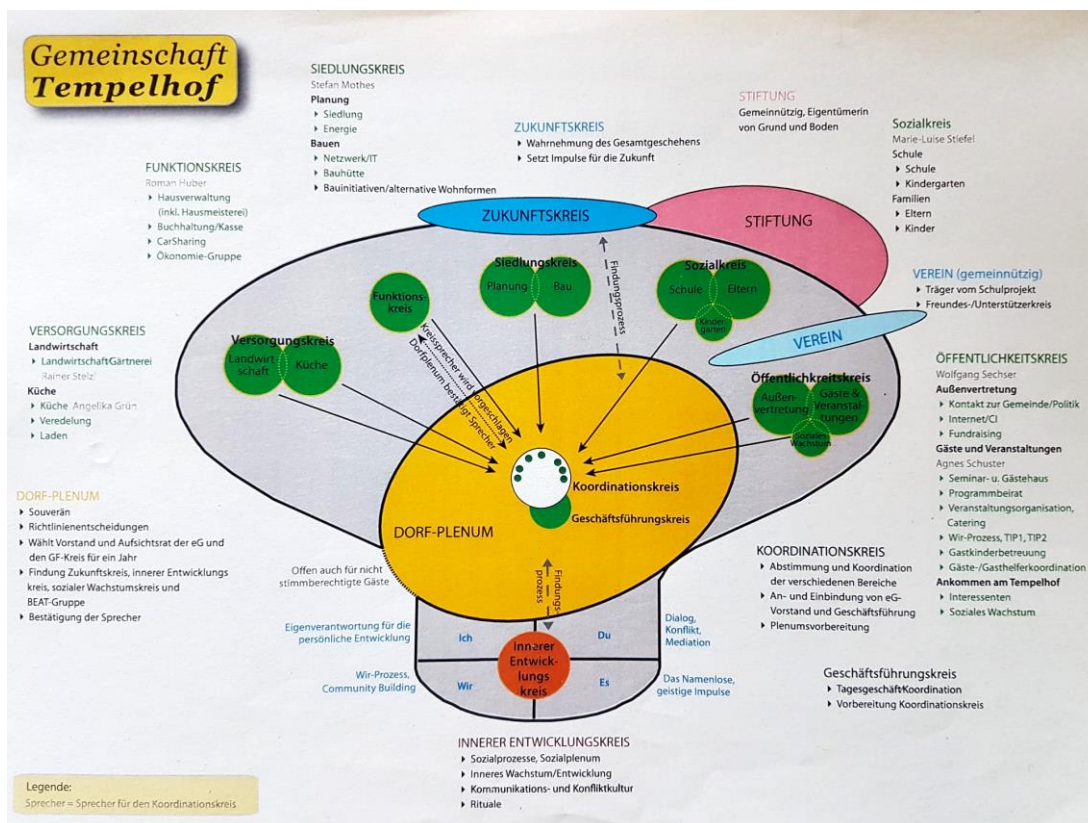 Gemeinschaft
Tempelhof
SIEDLUNGSKREIS
Stefan Mothes
Planung
Siedlung
Energie
Bauen
Netzwerk/IT
Bauhütte
Bauinitiativen/alternative Wohnformen
ZUKUNFTSKREIS
Wahrnehmung des Gesamtgeschehens
Setzt Impulse für die Zukunft
STIFTUNG
Gemeinnützig, Eigentümerin
von Grund und Boden
Sozialkreis
Marie-Luise Stiefel
Schule
Schule
Kindergarten
Familien
Eltern
Kinder
FUNKTIONSKREIS
Roman Huber
Hausverwaltung
(inkl. Hausmeisterei)
Buchhaltung/Kasse
CarSharing
Ökonomie-Gruppe
VEREIN (gemeinnützig)
Träger vom Schulprojekt
Freundes-/Unterstützerkreis
VERSORGUNGSKREIS
Landwirtschaft
Landwirtschaft/Gärtnerei
Rainer Stelzl
Küche
Küche Angelika Grün
Veredelung
Laden
ÖFFENTLICHKEITSKREIS
Wolfgang Sechser
Außenvertretung
Kontakt zur Gemeinde/Politik
Internet/CI
Fundraising
Gäste und Veranstaltungen
Agnes Schuster
Seminar- u. Gästehaus
Programmbeirat
Veranstaltungsorganisation,
Catering
Wir-Prozess, TIP1, TIP2
Gastkinderbetreuung
Gäste-/Gasthelferkoordination
Ankommen am Tempelhof
Interessenten
Soziales Wachstum
ZUKUNFTSKREIS
STIFTUNG
VEREIN
Siedlungskreis
Planung
Bau
Sozialkreis
Schule
Eltern
Kinder
garten
Funktions-
kreis
Versorgungskreis
Landwirt-
schaft
Küche
Öffentlichkreitskreis
Außen-
vertretung
Gäste &
Veranstal-
tungen
Soziales
Wachstum
Findungsprozess
Kreissprecher wird vorgeschlagen
Dorfplenum bestätigt Sprecher
Koordinationskreis
Geschäftsführungskreis
DORF-PLENUM
Findungs-
prozess
DORF-PLENUM
Souverän
Richtlinienentscheidungen
Wählt Vorstand und Aufsichtsrat der eG und
den GF-Kreis für ein Jahr
Findung Zukunftskreis, innerer Entwicklungs
kreis, sozialer Wachstumskreis und
BEAT-Gruppe
Bestätigung der Sprecher
Offen auch für nicht
stimmberechtigte Gäste
Eigenverantwortung für die
persönliche Entwicklung
Ich
Du
Dialog,
Konflikt,
Mediation
Innerer
Entwick-
lungs
kreis
Wir-Prozess,
Community Building
Wir
Es
Das Namenlose,
geistige Impulse
KOORDINATIONSKREIS
Abstimmung und Koordination
der verschiedenen Bereiche
An- und Einbindung von eG-
Vorstand und Geschäftsführung
Plenumsvorbereitung
Geschäftsführungskreis
Tagesgeschäft-Koordination
Vorbereitung Koordinationskreis
INNERER ENTWICKLUNGSKREIS
Sozialprozesse, Sozialplenum
Inneres Wachstum/Entwicklung
Kommunikations- und Konfliktkultur
Rituale
Legende:
Sprecher = Sprecher für den Koordinationskreis